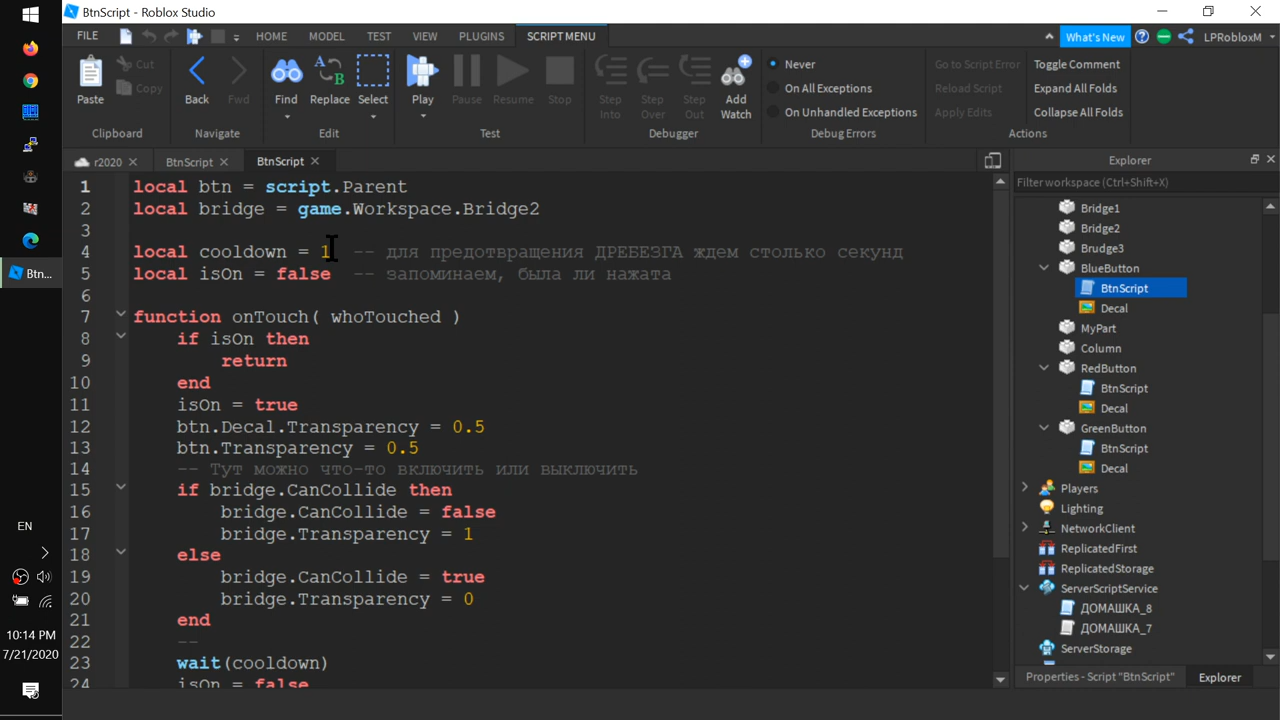 BtnScript - Roblox Studio
FILE HOME MODEL TEST VIEW PLUGINS SCRIPT MENU What's New LPRobloxM
Paste Cut Copy Back Fwd Find Replace Select Play Pause Resume Stop Step Into Step Over Step Out Add Watch
Never
On All Exceptions
On Unhandled Exceptions
Go to Script Error
Reload Script
Apply Edits
Toggle Comment
Expand All Folds
Collapse All Folds
Clipboard Navigate Edit Test Debugger Debug Errors Actions
r2020 BtnScript BtnScript
1 local btn = script.Parent
2 local bridge = game.Workspace.Bridge2
3
4 local cooldown = 1 -- для предотвращения ДРЕБЕЗГА ждем столько секунд
5 local isOn = false -- запоминаем, была ли нажата
6
7 function onTouch( whoTouched )
8 if isOn then
9 return
10 end
11 isOn = true
12 btn.Decal.Transparency = 0.5
13 btn.Transparency = 0.5
14 -- Тут можно что-то включить или выключить
15 if bridge.CanCollide then
16 bridge.CanCollide = false
17 bridge.Transparency = 1
18 else
19 bridge.CanCollide = true
20 bridge.Transparency = 0
21 end
22 --
23 wait(cooldown)
24 isOn = false
Explorer
Filter workspace (Ctrl+Shift+X)
Bridge1
Bridge2
Brudge3
BlueButton
BtnScript
Decal
MyPart
Column
RedButton
BtnScript
Decal
GreenButton
BtnScript
Decal
Players
Lighting
NetworkClient
ReplicatedFirst
ReplicatedStorage
ServerScriptService
ДОМАШКА_8
ДОМАШКА_7
ServerStorage
Properties - Script "BtnScript" Explorer
Btn...
EN
10:14 PM
7/21/2020